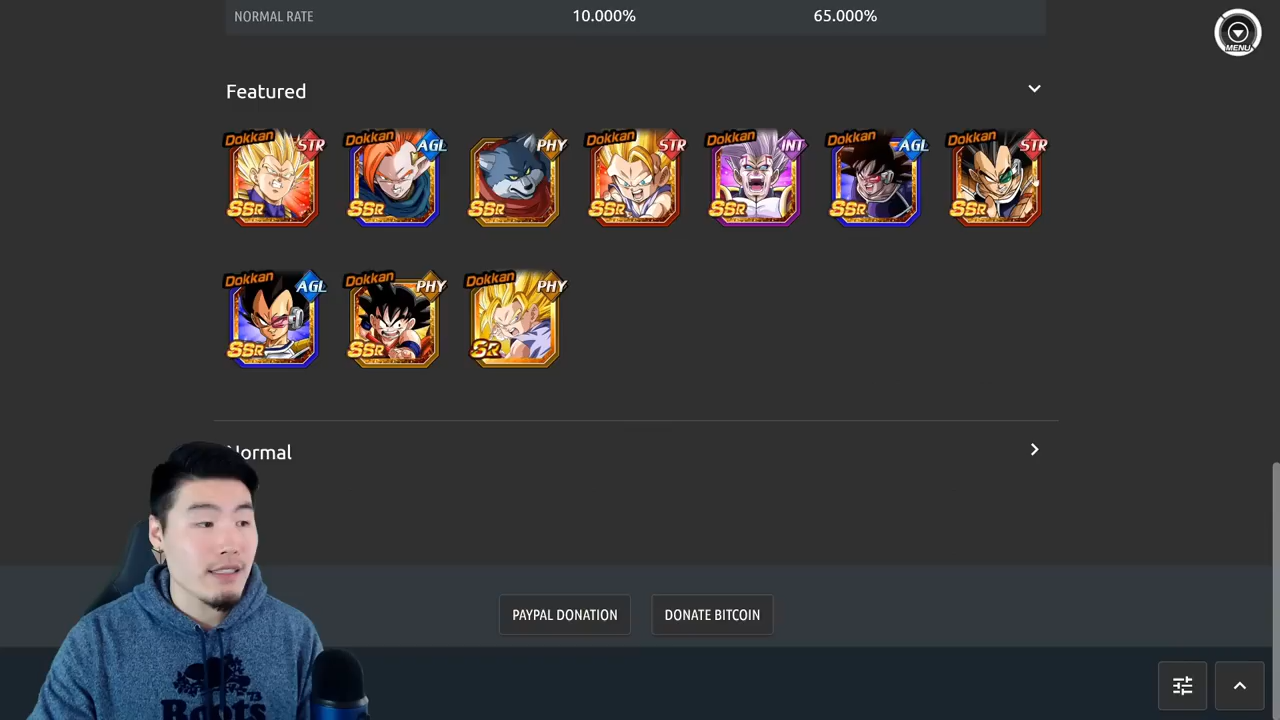 NORMAL RATE 10.000% 65.000%
MENU
Featured
Dokkan STR SSR Dokkan AGL SSR PHY SSR Dokkan STR SSR Dokkan INT SSR Dokkan AGL SSR Dokkan STR SSR
Dokkan AGL SSR Dokkan PHY SSR Dokkan PHY SR
Normal
PAYPAL DONATION DONATE BITCOIN
Roots